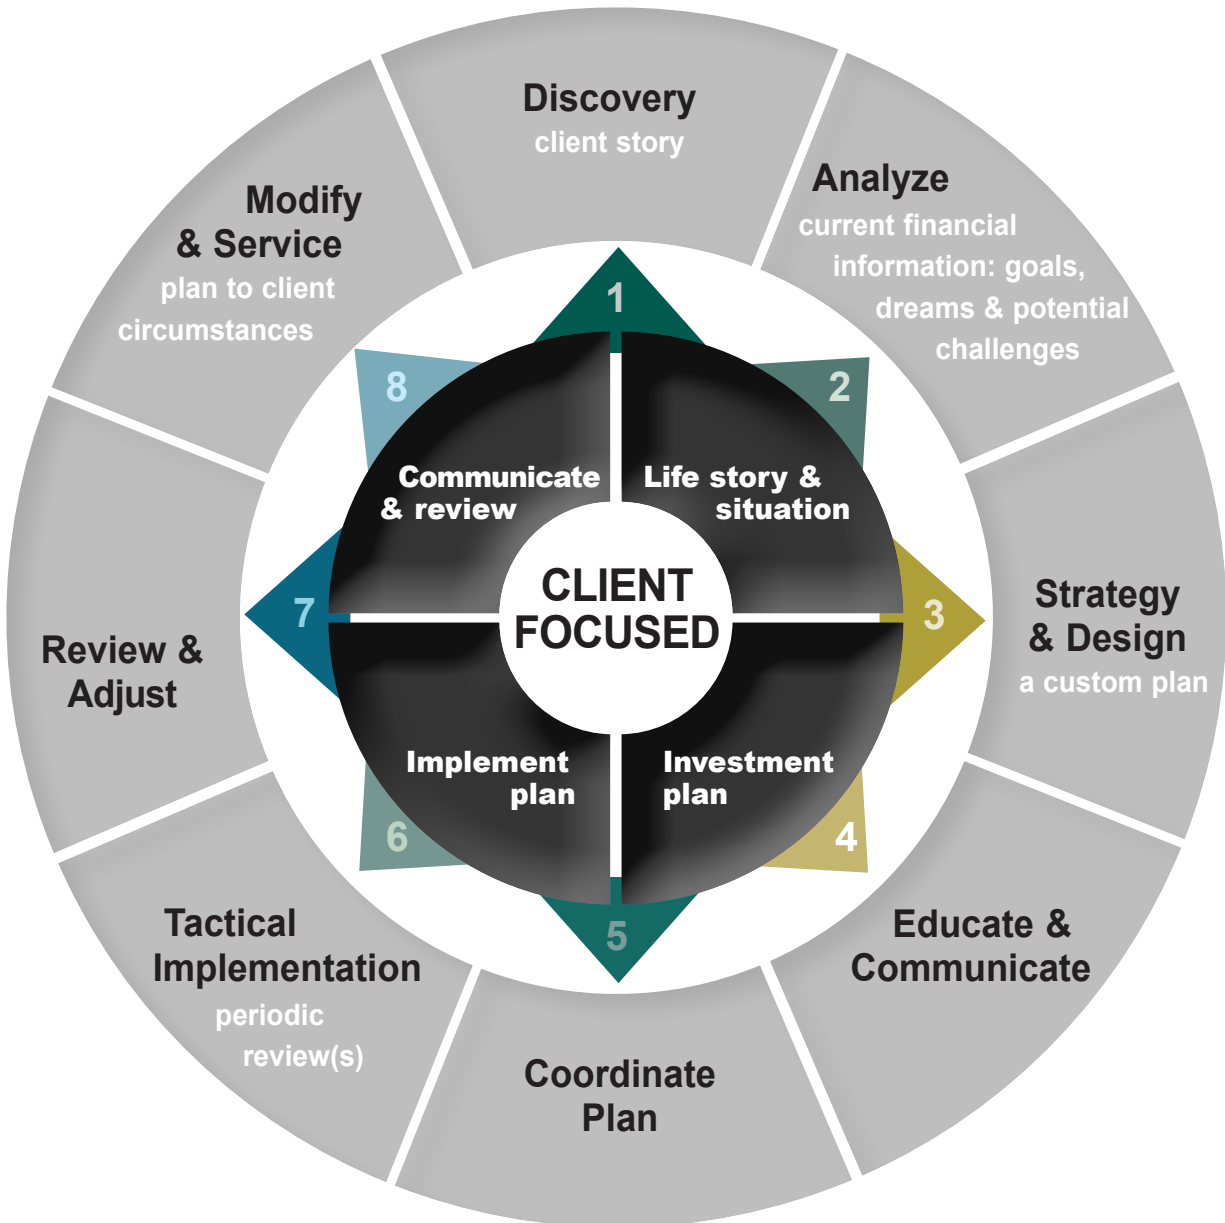 Discovery
client story
Analyze
current financial
information: goals,
dreams & potential
challenges
Strategy
& Design
a custom plan
Educate &
Communicate
Coordinate
Plan
Tactical
Implementation
periodic
review(s)
Review &
Adjust
Modify
& Service
plan to client
circumstances
1
2
3
4
5
6
7
8
Life story &
situation
Investment
plan
Implement
plan
Communicate
& review
CLIENT
FOCUSED